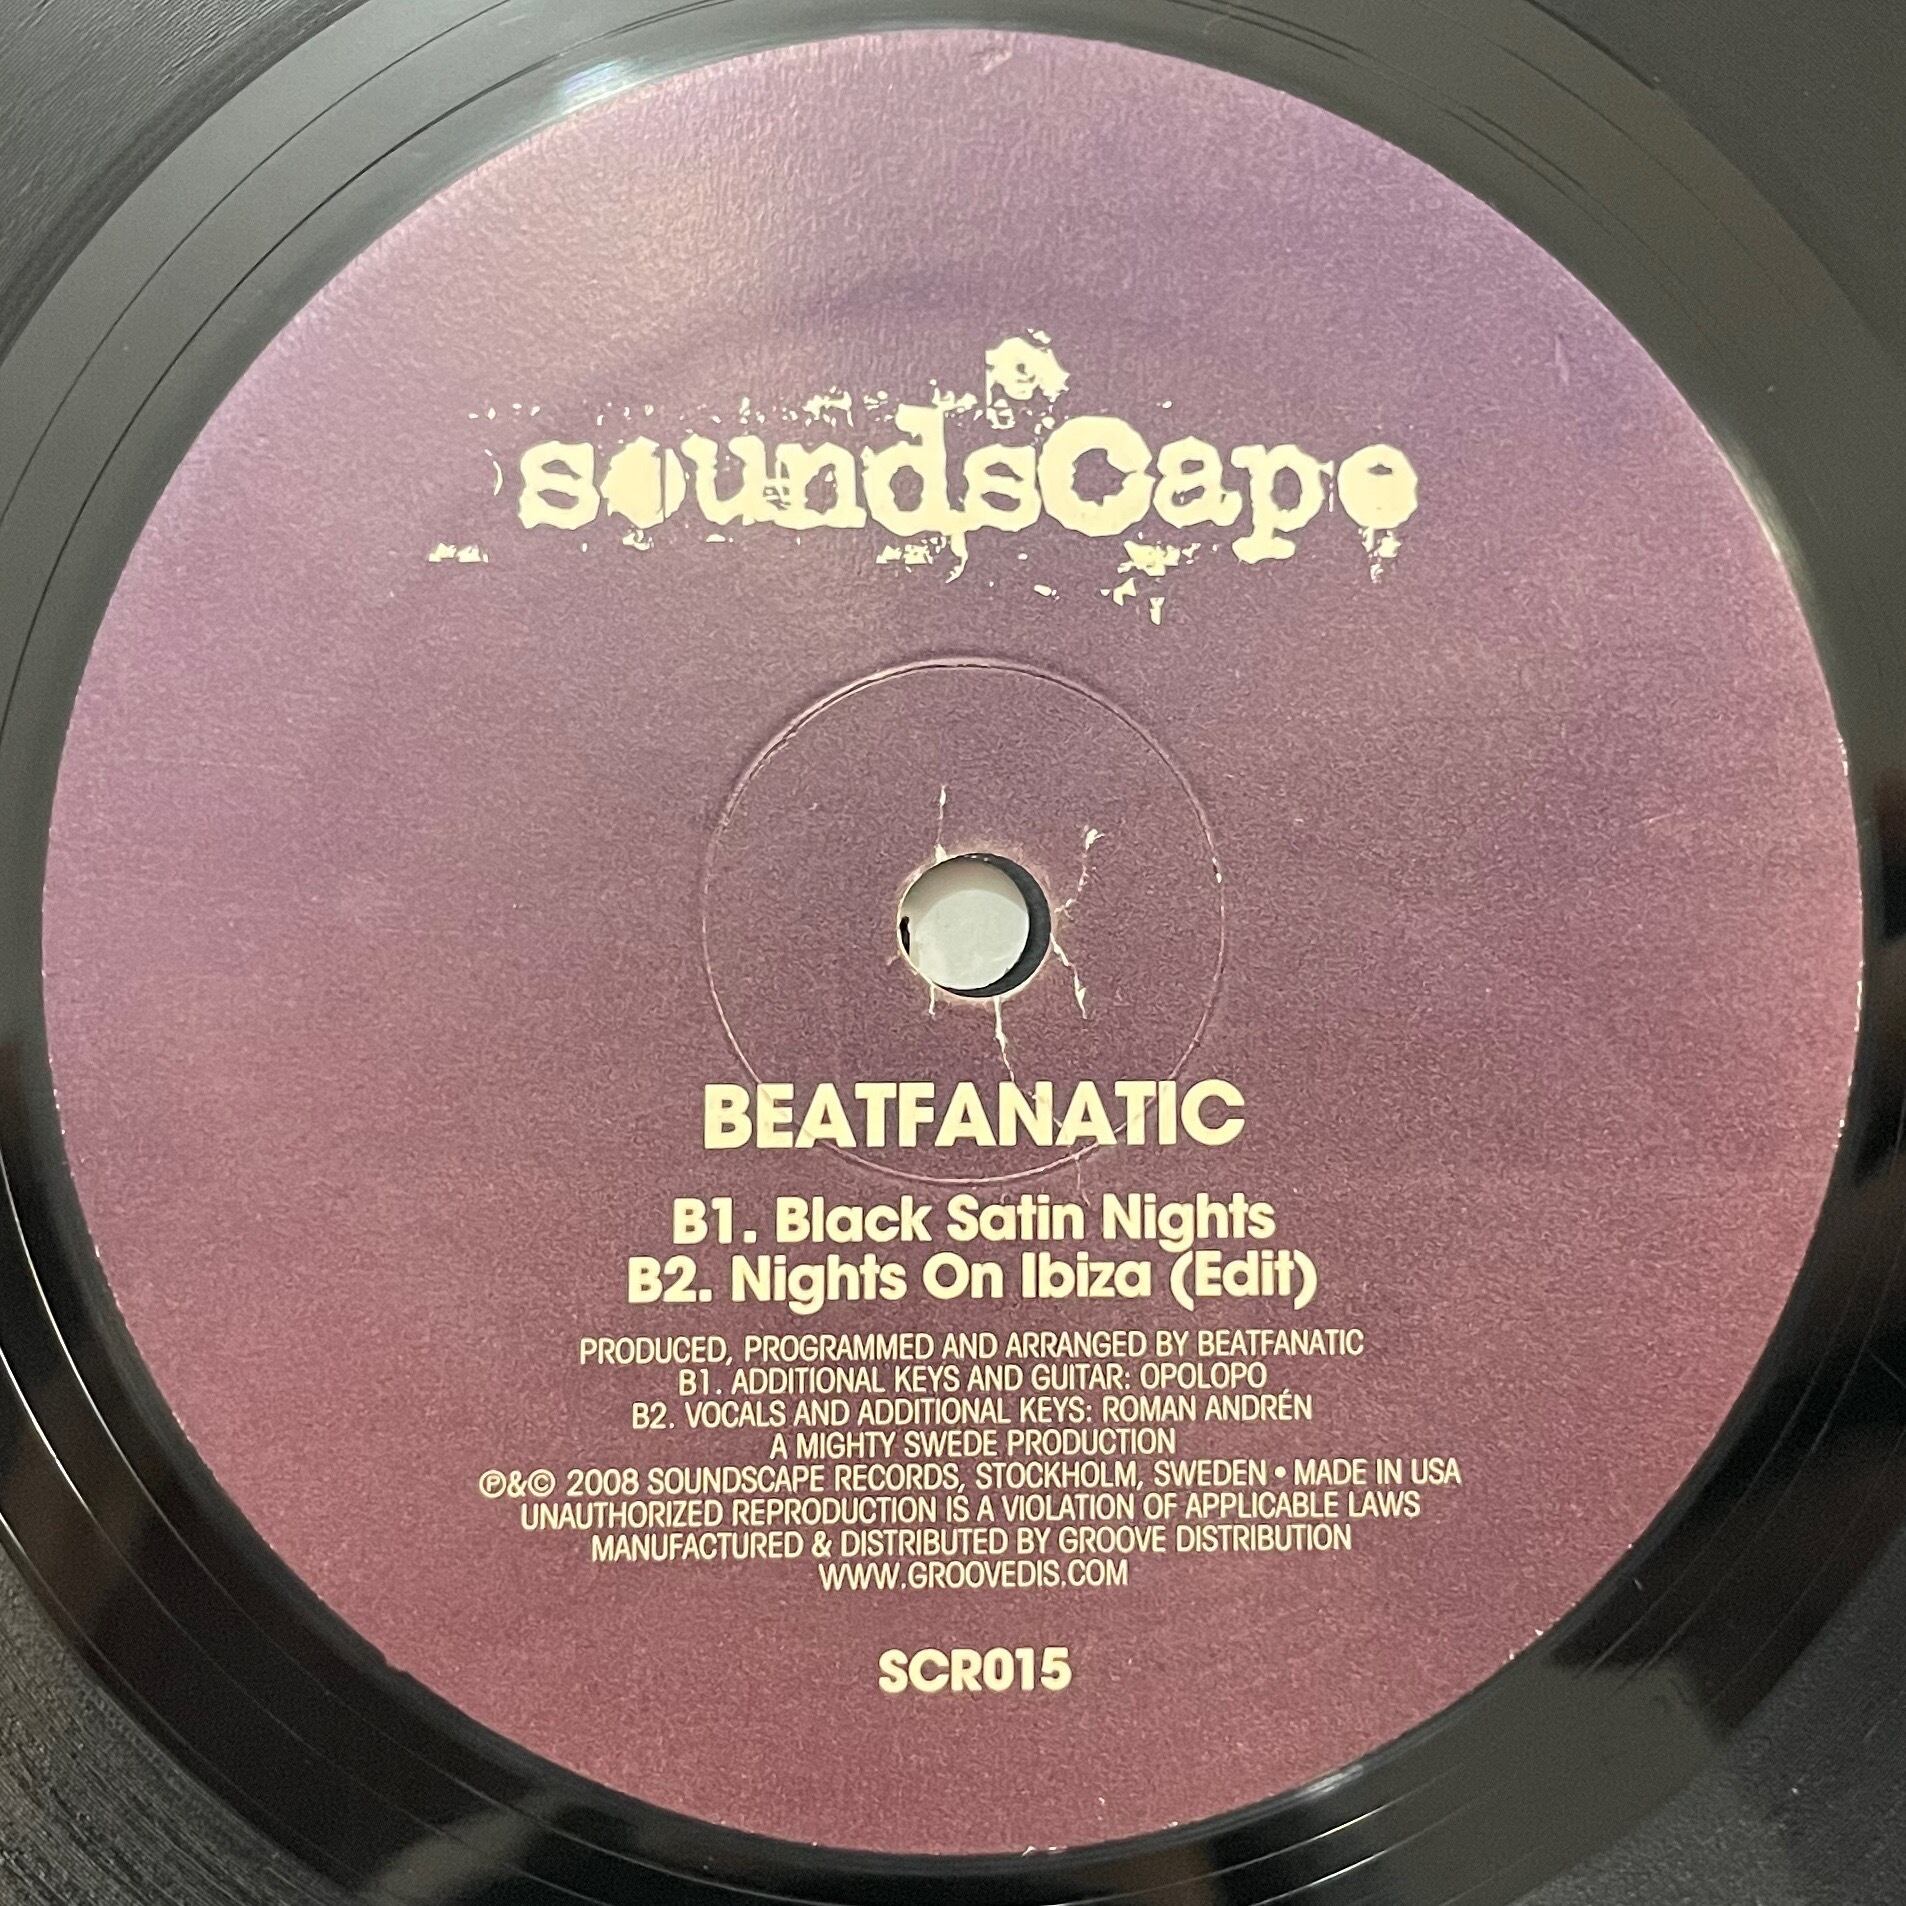 soundsCape
BEATFANATIC
B1. Black Satin Nights
B2. Nights On Ibiza (Edit)
PRODUCED, PROGRAMMED AND ARRANGED BY BEATFANATIC
B1. ADDITIONAL KEYS AND GUITAR: OPOLOPO
B2. VOCALS AND ADDITIONAL KEYS: ROMAN ANDRÉN
A MIGHTY SWEDE PRODUCTION
℗&© 2008 SOUNDSCAPE RECORDS, STOCKHOLM, SWEDEN • MADE IN USA
UNAUTHORIZED REPRODUCTION IS A VIOLATION OF APPLICABLE LAWS
MANUFACTURED & DISTRIBUTED BY GROOVE DISTRIBUTION
WWW.GROOVEDIS.COM
SCR015